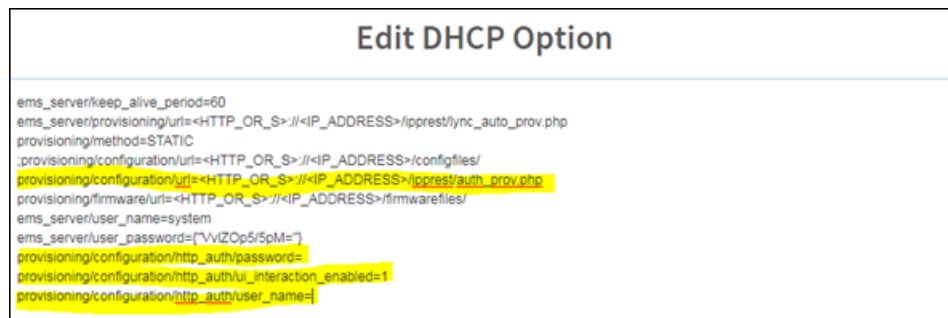 Edit DHCP Option
ems_server/keep_alive_period=60
ems_server/provisioning/url=<HTTP_OR_S>://<IP_ADDRESS>/ipprest/lync_auto_prov.php
provisioning/method=STATIC
;provisioning/configuration/url=<HTTP_OR_S>://<IP_ADDRESS>/configfiles/
provisioning/configuration/url=<HTTP_OR_S>://<IP_ADDRESS>/ipprest/auth_prov.php
provisioning/firmware/url=<HTTP_OR_S>://<IP_ADDRESS>/firmwarefiles/
ems_server/user_name=system
ems_server/user_password={"VvlZOp5/5pM="}
provisioning/configuration/http_auth/password=
provisioning/configuration/http_auth/ui_interaction_enabled=1
provisioning/configuration/http_auth/user_name=